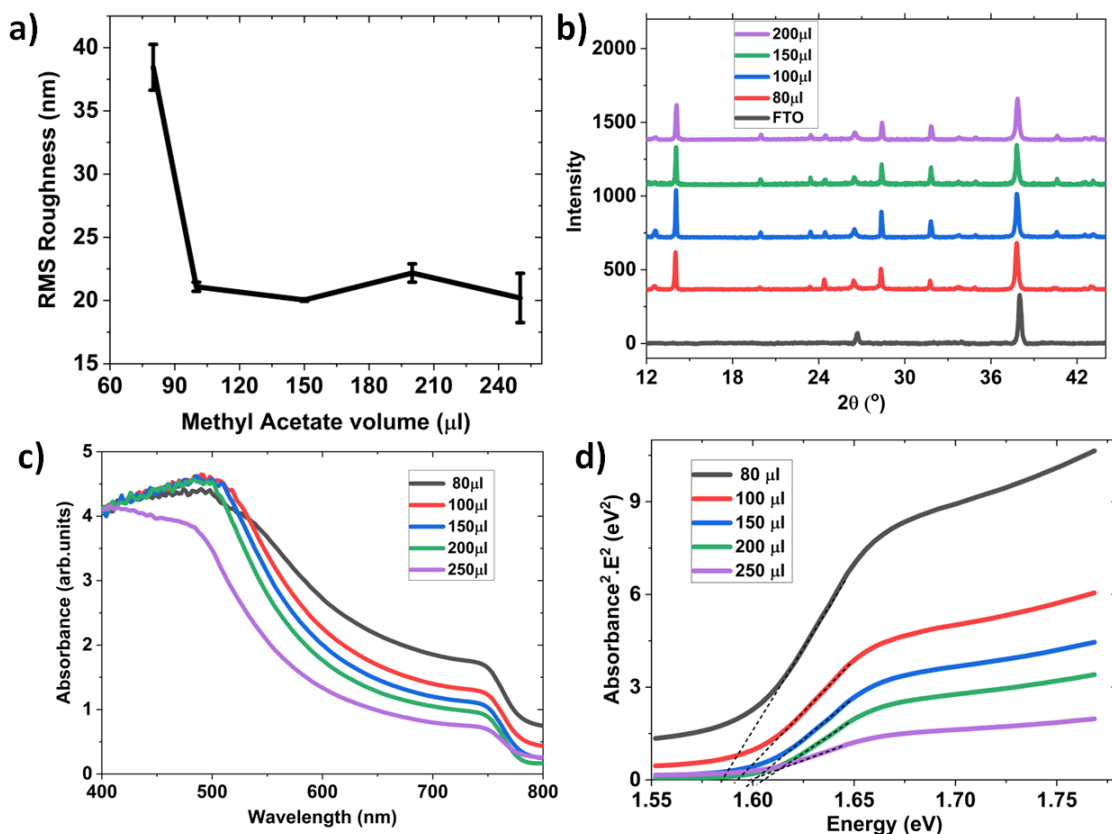 a)
RMS Roughness (nm)
40
35
30
25
20
15
60 90 120 150 180 210 240
Methyl Acetate volume (μl)
b)
Intensity
2000
1500
1000
500
0
200μl
150μl
100μl
80μl
FTO
12 18 24 30 36 42
2θ (°)
c)
Absorbance (arb.units)
5
4
3
2
1
0
80μl
100μl
150μl
200μl
250μl
400 500 600 700 800
Wavelength (nm)
d)
Absorbance².E² (eV²)
9
6
3
0
80 μl
100 μl
150 μl
200 μl
250 μl
1.55 1.60 1.65 1.70 1.75
Energy (eV)